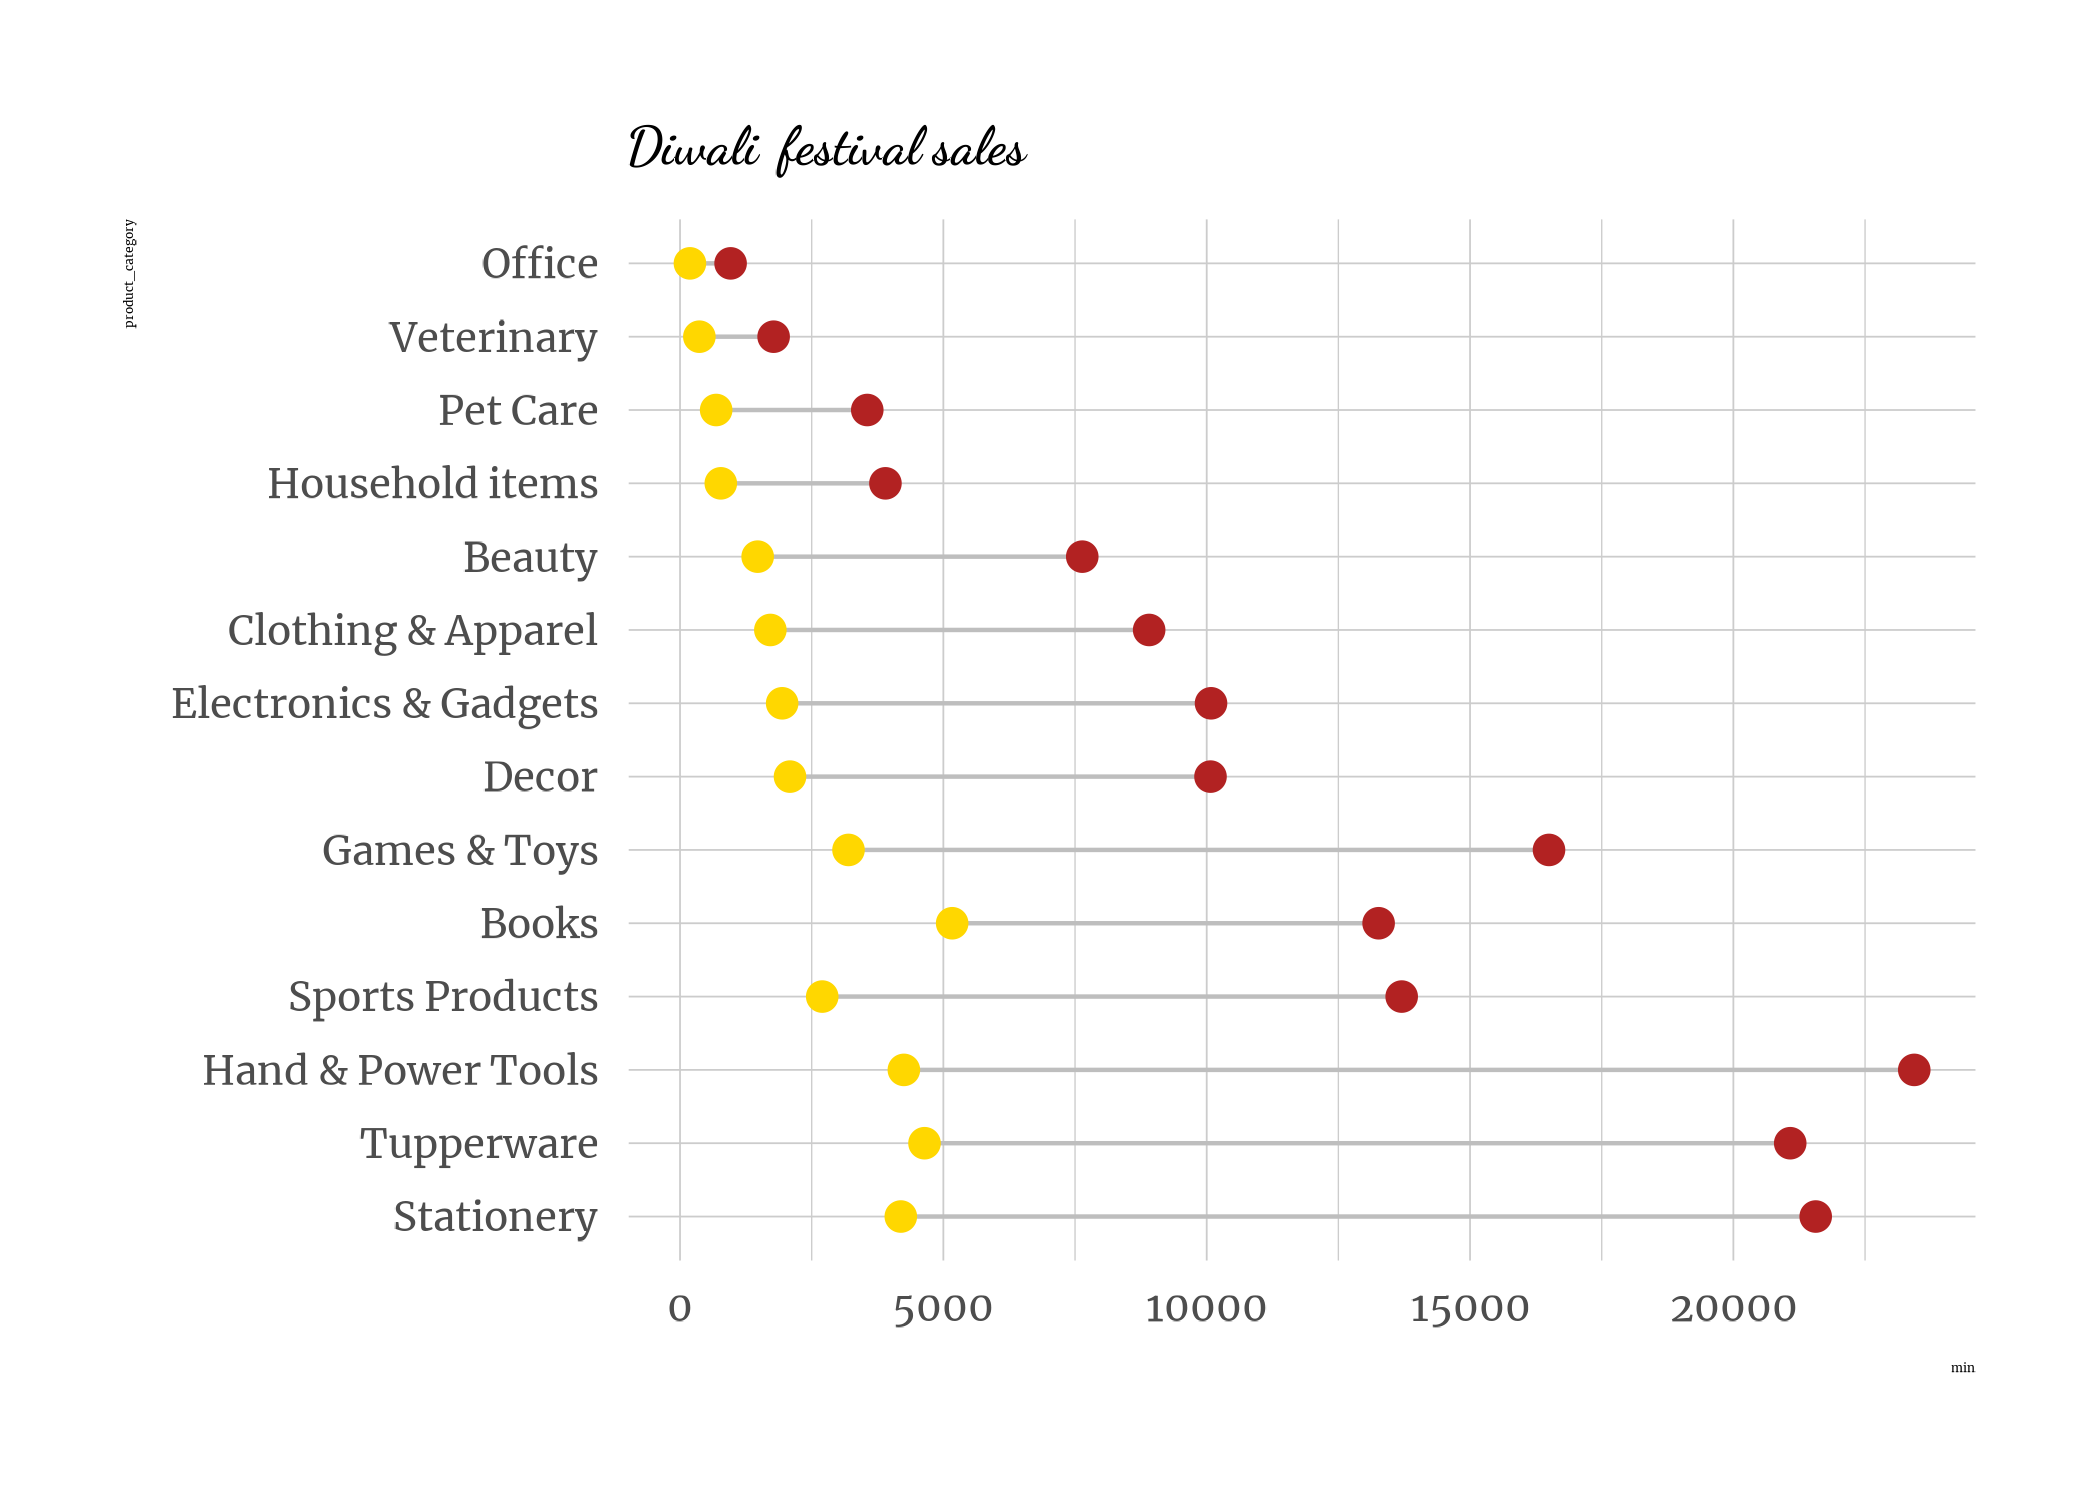 Diwali festival sales
product_category
Office
Veterinary
Pet Care
Household items
Beauty
Clothing & Apparel
Electronics & Gadgets
Decor
Games & Toys
Books
Sports Products
Hand & Power Tools
Tupperware
Stationery
0 5000 10000 15000 20000
min